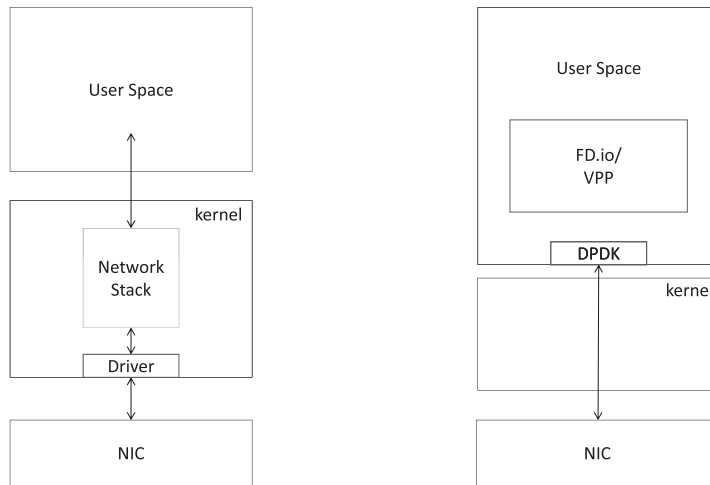 User Space
kernel
Network
Stack
Driver
NIC
User Space
FD.io/
VPP
DPDK
kerne
NIC